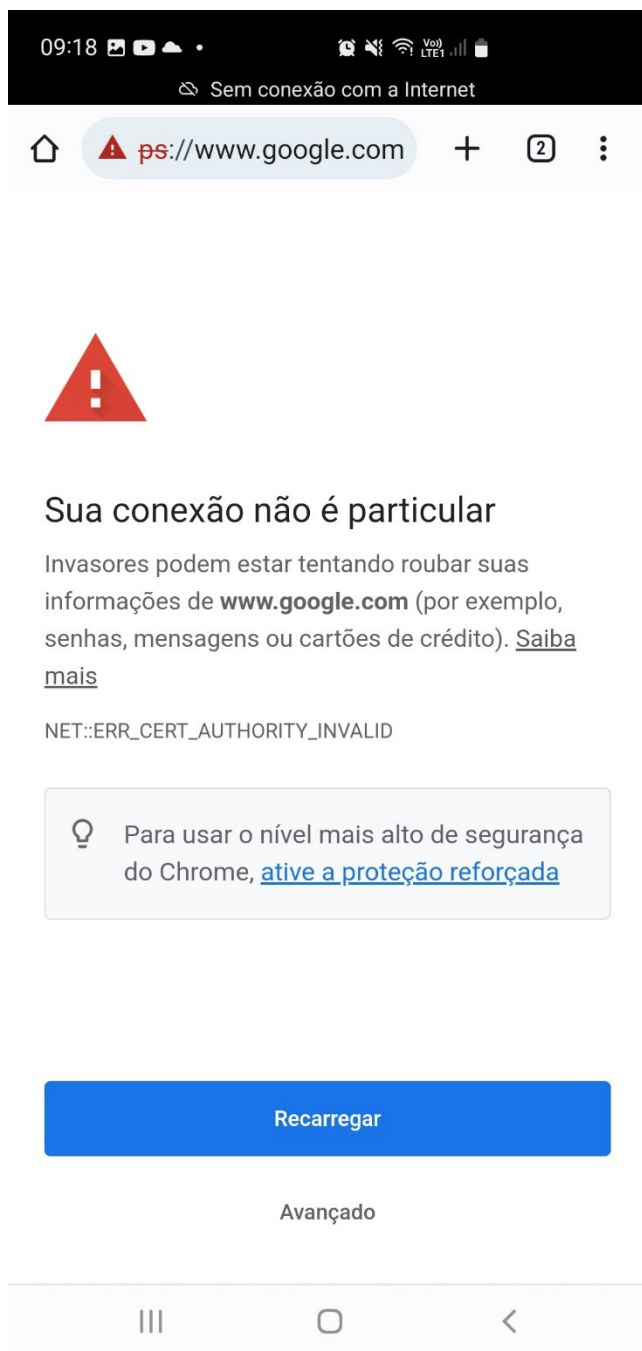 09:18
Vo)) LTE1
Sem conexão com a Internet
ps://www.google.com
2
Sua conexão não é particular
Invasores podem estar tentando roubar suas
informações de www.google.com (por exemplo,
senhas, mensagens ou cartões de crédito). Saiba
mais
NET::ERR_CERT_AUTHORITY_INVALID
Para usar o nível mais alto de segurança
do Chrome, ative a proteção reforçada
Recarregar
Avançado